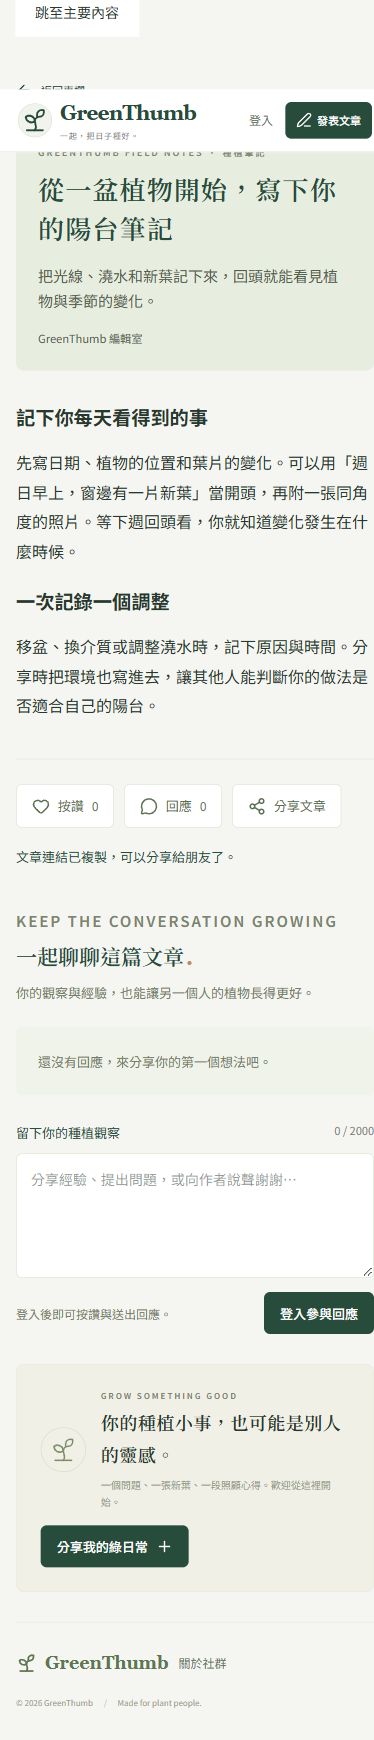 跳至主要內容
GreenThumb
一起，把日子種好。
登入
發表文章
GREENTHUMB FIELD NOTES · 種植筆記
從一盆植物開始，寫下你
的陽台筆記
把光線、澆水和新葉記下來，回頭就能看見植
物與季節的變化。
GreenThumb 編輯室
記下你每天看得到的事
先寫日期、植物的位置和葉片的變化。可以用「週
日早上，窗邊有一片新葉」當開頭，再附一張同角
度的照片。等下週回頭看，你就知道變化發生在什
麼時候。
一次記錄一個調整
移盆、換介質或調整澆水時，記下原因與時間。分
享時把環境也寫進去，讓其他人能判斷你的做法是
否適合自己的陽台。
按讚 0
回應 0
分享文章
文章連結已複製，可以分享給朋友了。
KEEP THE CONVERSATION GROWING
一起聊聊這篇文章.
你的觀察與經驗，也能讓另一個人的植物長得更好。
還沒有回應，來分享你的第一個想法吧。
留下你的種植觀察
0 / 2000
分享經驗、提出問題，或向作者說聲謝謝⋯
登入後即可按讚與送出回應。
登入參與回應
GROW SOMETHING GOOD
你的種植小事，也可能是別人
的靈感。
一個問題、一張新葉、一段照顧心得。歡迎從這裡開
始。
分享我的綠日常 +
GreenThumb 關於社群
© 2026 GreenThumb / Made for plant people.